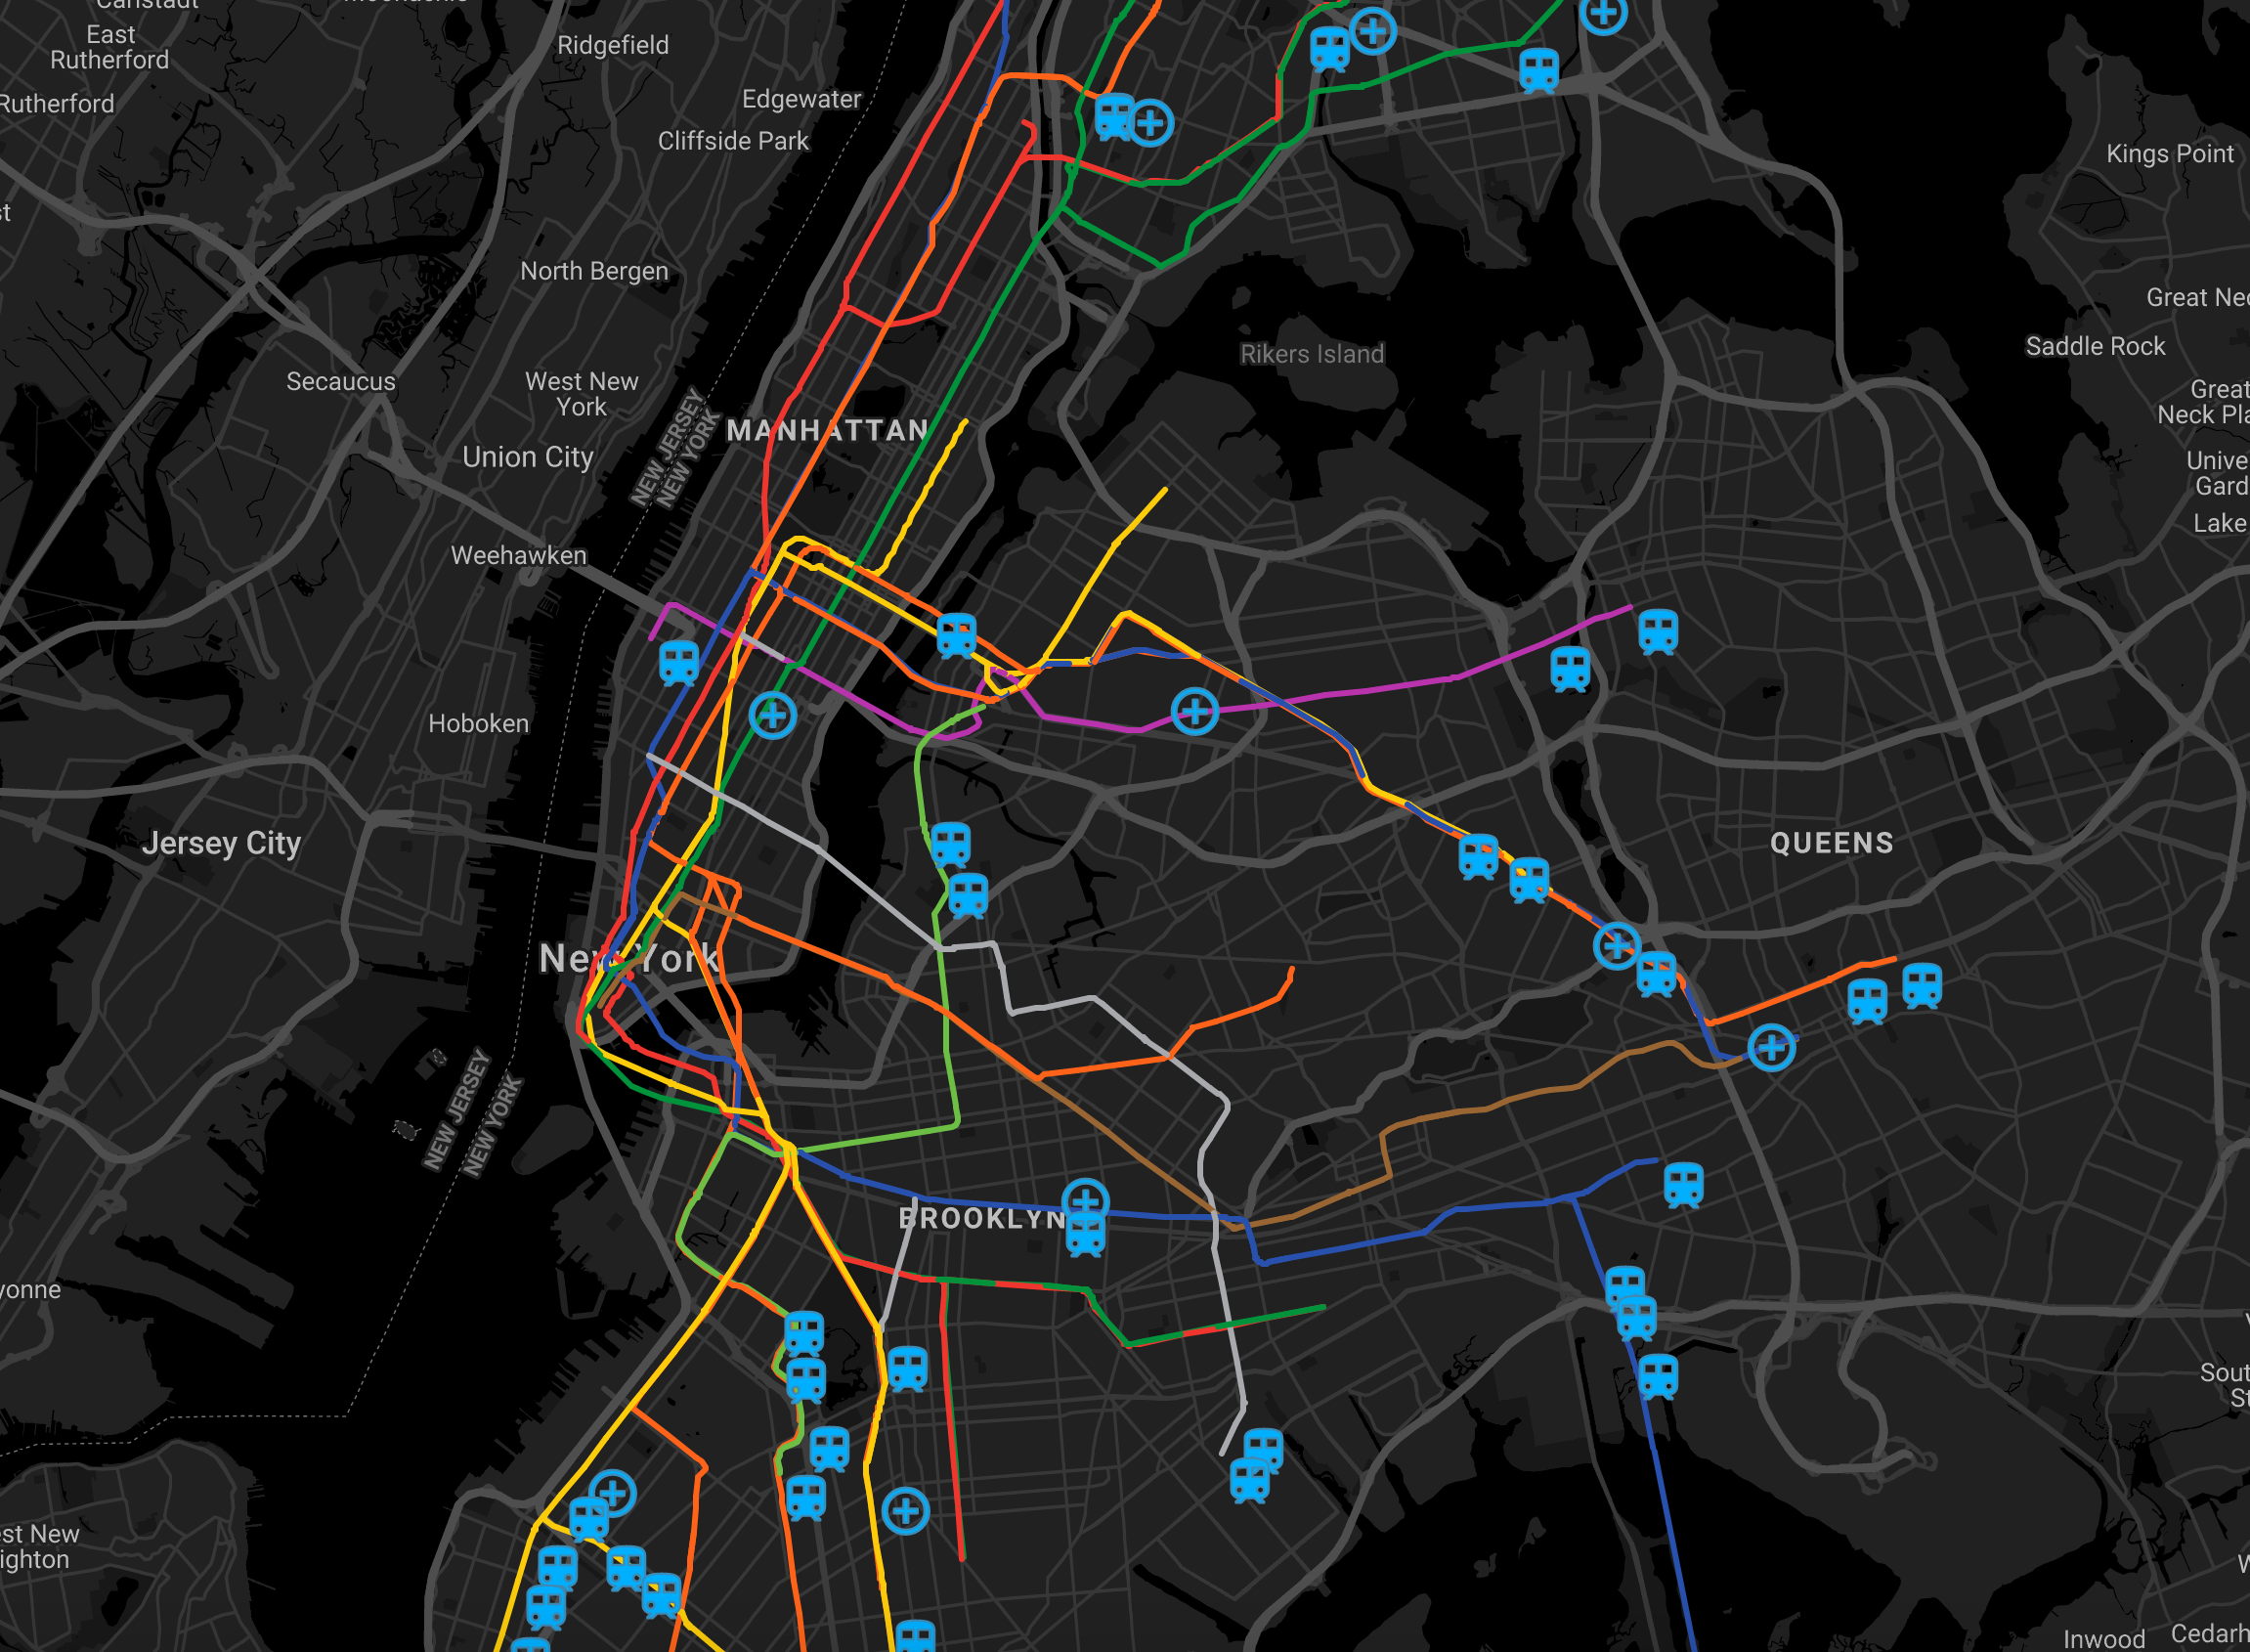 Carlstadt
East
Rutherford
Ridgefield
Rutherford
Edgewater
Cliffside Park
Kings Point
North Bergen
Great Nec
Rikers Island
Saddle Rock
Secaucus
West New
York
Great
Neck Pla
MANHATTAN
NEW JERSEY
NEW YORK
Union City
Unive
Gard
Lake
Weehawken
Hoboken
Jersey City
QUEENS
New York
NEW JERSEY
NEW YORK
BROOKLYN
yonne
Sout
St
est New
ighton
Inwood
Cedarh